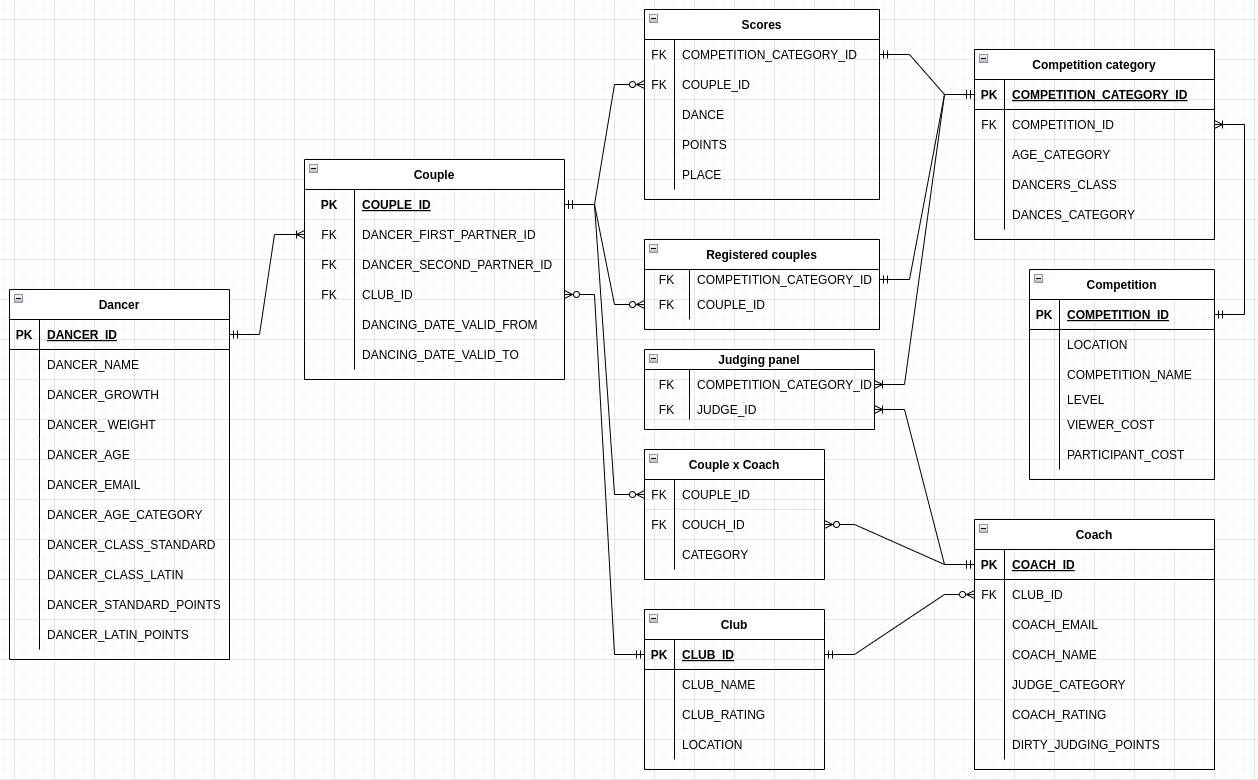 Scores
FK COMPETITION_CATEGORY_ID
FK COUPLE_ID
DANCE
POINTS
PLACE
Competition category
PK COMPETITION_CATEGORY_ID
FK COMPETITION_ID
AGE_CATEGORY
DANCERS_CLASS
DANCES_CATEGORY
Couple
PK COUPLE_ID
FK DANCER_FIRST_PARTNER_ID
FK DANCER_SECOND_PARTNER_ID
FK CLUB_ID
DANCING_DATE_VALID_FROM
DANCING_DATE_VALID_TO
Registered couples
FK COMPETITION_CATEGORY_ID
FK COUPLE_ID
Competition
PK COMPETITION_ID
LOCATION
COMPETITION_NAME
LEVEL
VIEWER_COST
PARTICIPANT_COST
Dancer
PK DANCER_ID
DANCER_NAME
DANCER_GROWTH
DANCER_ WEIGHT
DANCER_AGE
DANCER_EMAIL
DANCER_AGE_CATEGORY
DANCER_CLASS_STANDARD
DANCER_CLASS_LATIN
DANCER_STANDARD_POINTS
DANCER_LATIN_POINTS
Judging panel
FK COMPETITION_CATEGORY_ID
FK JUDGE_ID
Couple x Coach
FK COUPLE_ID
FK COUCH_ID
CATEGORY
Coach
PK COACH_ID
FK CLUB_ID
COACH_EMAIL
COACH_NAME
JUDGE_CATEGORY
COACH_RATING
DIRTY_JUDGING_POINTS
Club
PK CLUB_ID
CLUB_NAME
CLUB_RATING
LOCATION